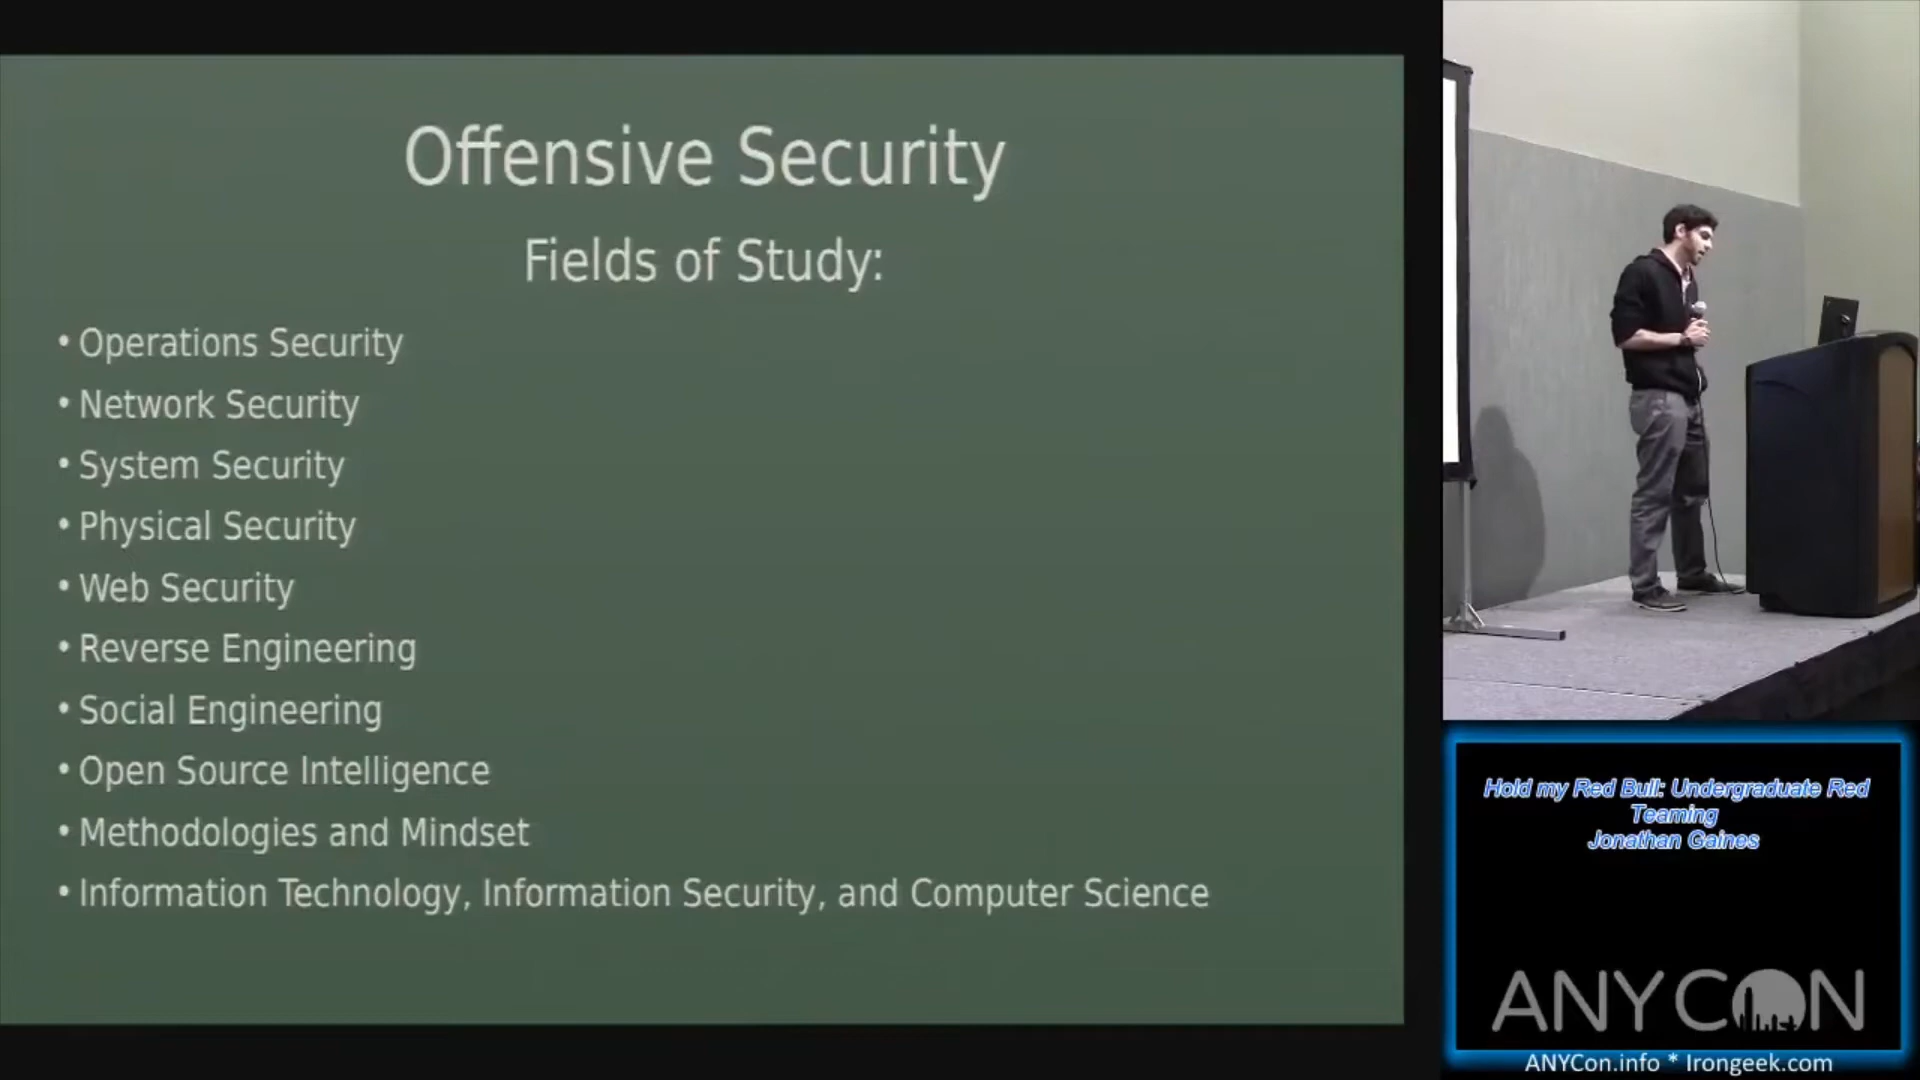 Offensive Security
Fields of Study:
• Operations Security
• Network Security
• System Security
• Physical Security
• Web Security
• Reverse Engineering
• Social Engineering
• Open Source Intelligence
• Methodologies and Mindset
• Information Technology, Information Security, and Computer Science
Hold my Red Bull: Undergraduate Red
Teaming
Jonathan Gaines
ANYCON
ANYCon.info * Irongeek.com